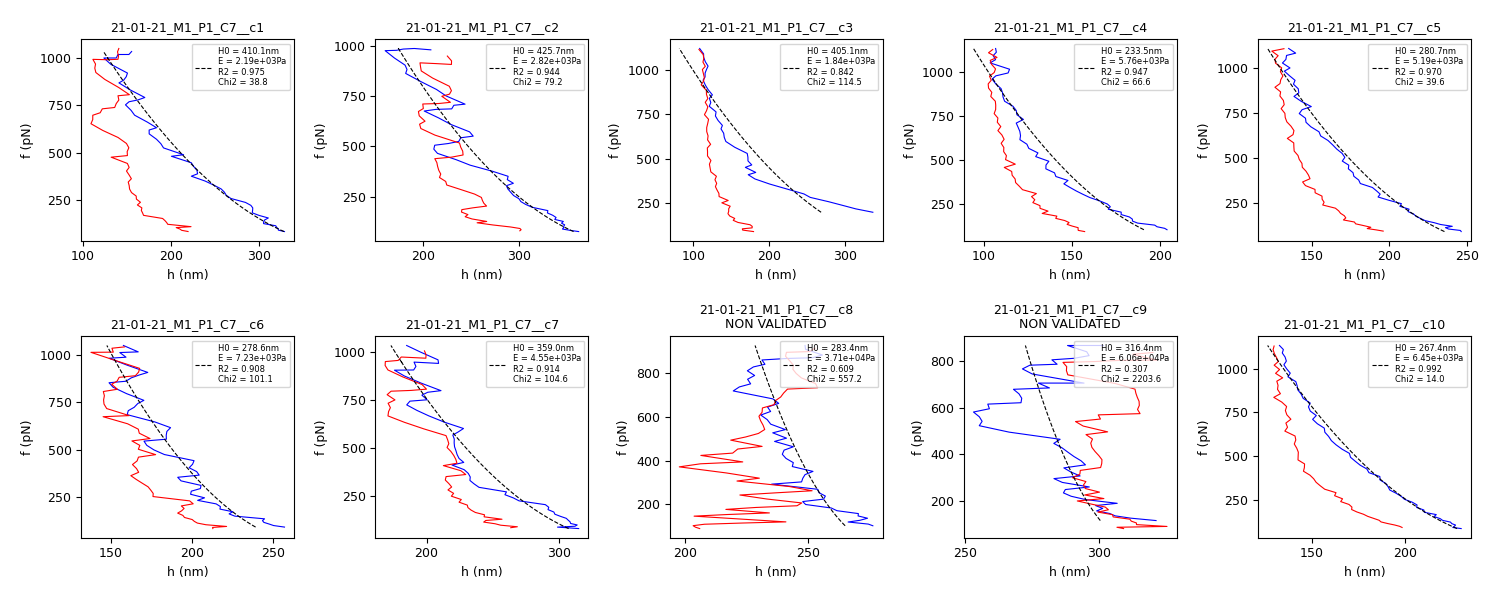 21-01-21_M1_P1_C7__c1
f (pN)
1000
750
500
250
H0 = 410.1nm
E = 2.19e+03Pa
R2 = 0.975
Chi2 = 38.8
100
200
300
h (nm)
21-01-21_M1_P1_C7__c2
f (pN)
1000
750
500
250
H0 = 425.7nm
E = 2.82e+03Pa
R2 = 0.944
Chi2 = 79.2
200
300
h (nm)
21-01-21_M1_P1_C7__c3
f (pN)
1000
750
500
250
H0 = 405.1nm
E = 1.84e+03Pa
R2 = 0.842
Chi2 = 114.5
100
200
300
h (nm)
21-01-21_M1_P1_C7__c4
f (pN)
1000
750
500
250
H0 = 233.5nm
E = 5.76e+03Pa
R2 = 0.947
Chi2 = 66.6
100
150
200
h (nm)
21-01-21_M1_P1_C7__c5
f (pN)
1000
750
500
250
H0 = 280.7nm
E = 5.19e+03Pa
R2 = 0.970
Chi2 = 39.6
150
200
250
h (nm)
21-01-21_M1_P1_C7__c6
f (pN)
1000
750
500
250
H0 = 278.6nm
E = 7.23e+03Pa
R2 = 0.908
Chi2 = 101.1
150
200
250
h (nm)
21-01-21_M1_P1_C7__c7
f (pN)
1000
750
500
250
H0 = 359.0nm
E = 4.55e+03Pa
R2 = 0.914
Chi2 = 104.6
200
300
h (nm)
21-01-21_M1_P1_C7__c8
NON VALIDATED
f (pN)
800
600
400
200
H0 = 283.4nm
E = 3.71e+04Pa
R2 = 0.609
Chi2 = 557.2
200
250
h (nm)
21-01-21_M1_P1_C7__c9
NON VALIDATED
f (pN)
800
600
400
200
H0 = 316.4nm
E = 6.06e+04Pa
R2 = 0.307
Chi2 = 2203.6
250
300
h (nm)
21-01-21_M1_P1_C7__c10
f (pN)
1000
750
500
250
H0 = 267.4nm
E = 6.45e+03Pa
R2 = 0.992
Chi2 = 14.0
150
200
h (nm)